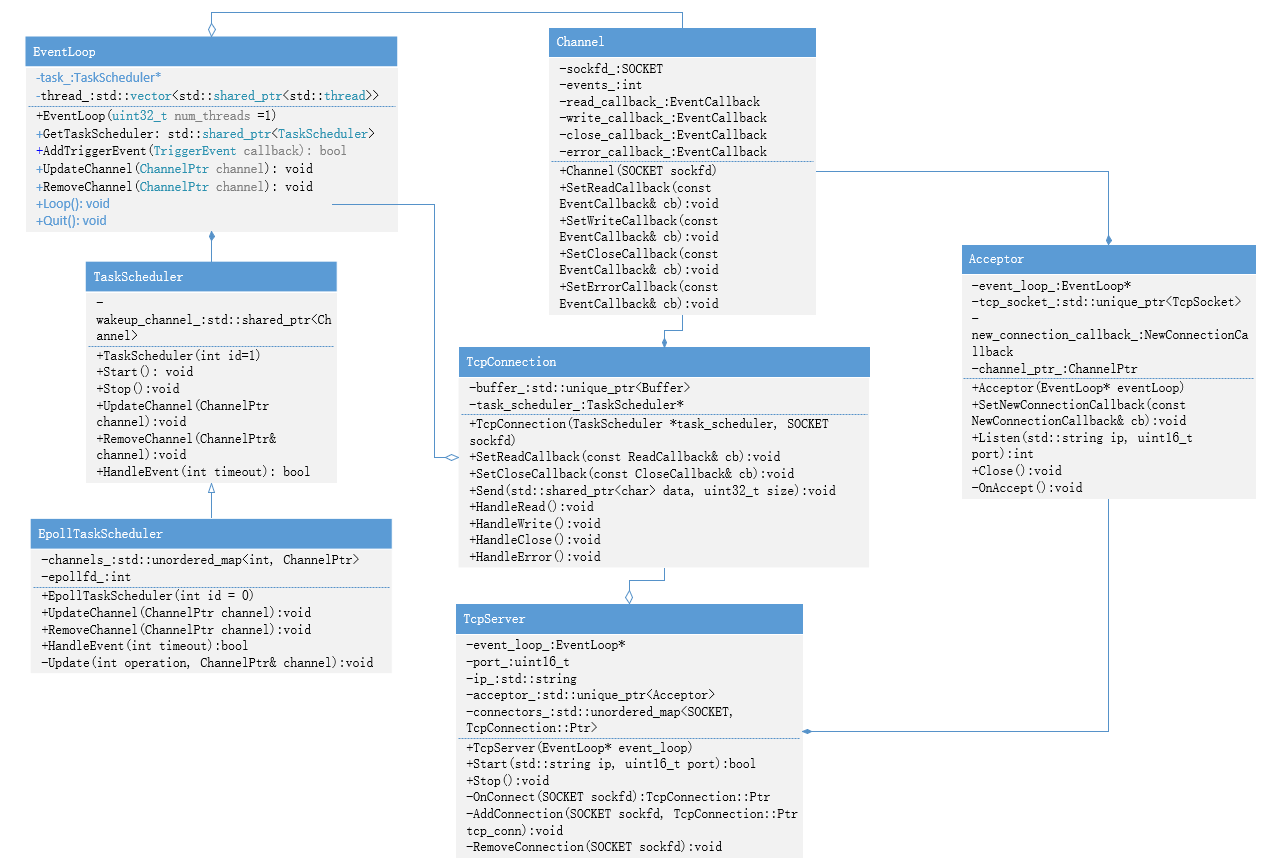 EventLoop
-task_:TaskScheduler*
-thread_:std::vector<std::shared_ptr<std::thread>>
+EventLoop(uint32_t num_threads =1)
+GetTaskScheduler: std::shared_ptr<TaskScheduler>
+AddTriggerEvent(TriggerEvent callback): bool
+UpdateChannel(ChannelPtr channel): void
+RemoveChannel(ChannelPtr channel): void
+Loop(): void
+Quit(): void
TaskScheduler
-
wakeup_channel_:std::shared_ptr<Ch
annel>
+TaskScheduler(int id=1)
+Start(): void
+Stop():void
+UpdateChannel(ChannelPtr
channel):void
+RemoveChannel(ChannelPtr&
channel):void
+HandleEvent(int timeout): bool
EpollTaskScheduler
-channels_:std::unordered_map<int, ChannelPtr>
-epollfd_:int
+EpollTaskScheduler(int id = 0)
+UpdateChannel(ChannelPtr channel):void
+RemoveChannel(ChannelPtr channel):void
+HandleEvent(int timeout):bool
-Update(int operation, ChannelPtr& channel):void
Channel
-sockfd_:SOCKET
-events_:int
-read_callback_:EventCallback
-write_callback_:EventCallback
-close_callback_:EventCallback
-error_callback_:EventCallback
+Channel(SOCKET sockfd)
+SetReadCallback(const
EventCallback& cb):void
+SetWriteCallback(const
EventCallback& cb):void
+SetCloseCallback(const
EventCallback& cb):void
+SetErrorCallback(const
EventCallback& cb):void
TcpConnection
-buffer_:std::unique_ptr<Buffer>
-task_scheduler_:TaskScheduler*
+TcpConnection(TaskScheduler *task_scheduler, SOCKET
sockfd)
+SetReadCallback(const ReadCallback& cb):void
+SetCloseCallback(const CloseCallback& cb):void
+Send(std::shared_ptr<char> data, uint32_t size):void
+HandleRead():void
+HandleWrite():void
+HandleClose():void
+HandleError():void
TcpServer
-event_loop_:EventLoop*
-port_:uint16_t
-ip_:std::string
-acceptor_:std::unique_ptr<Acceptor>
-connectors_:std::unordered_map<SOCKET,
TcpConnection::Ptr>
+TcpServer(EventLoop* event_loop)
+Start(std::string ip, uint16_t port):bool
+Stop():void
-OnConnect(SOCKET sockfd):TcpConnection::Ptr
-AddConnection(SOCKET sockfd, TcpConnection::Ptr
tcp_conn):void
-RemoveConnection(SOCKET sockfd):void
Acceptor
-event_loop_:EventLoop*
-tcp_socket_:std::unique_ptr<TcpSocket>
-
new_connection_callback_:NewConnectionCa
llback
-channel_ptr_:ChannelPtr
+Acceptor(EventLoop* eventLoop)
+SetNewConnectionCallback(const
NewConnectionCallback& cb):void
+Listen(std::string ip, uint16_t
port):int
+Close():void
-OnAccept():void